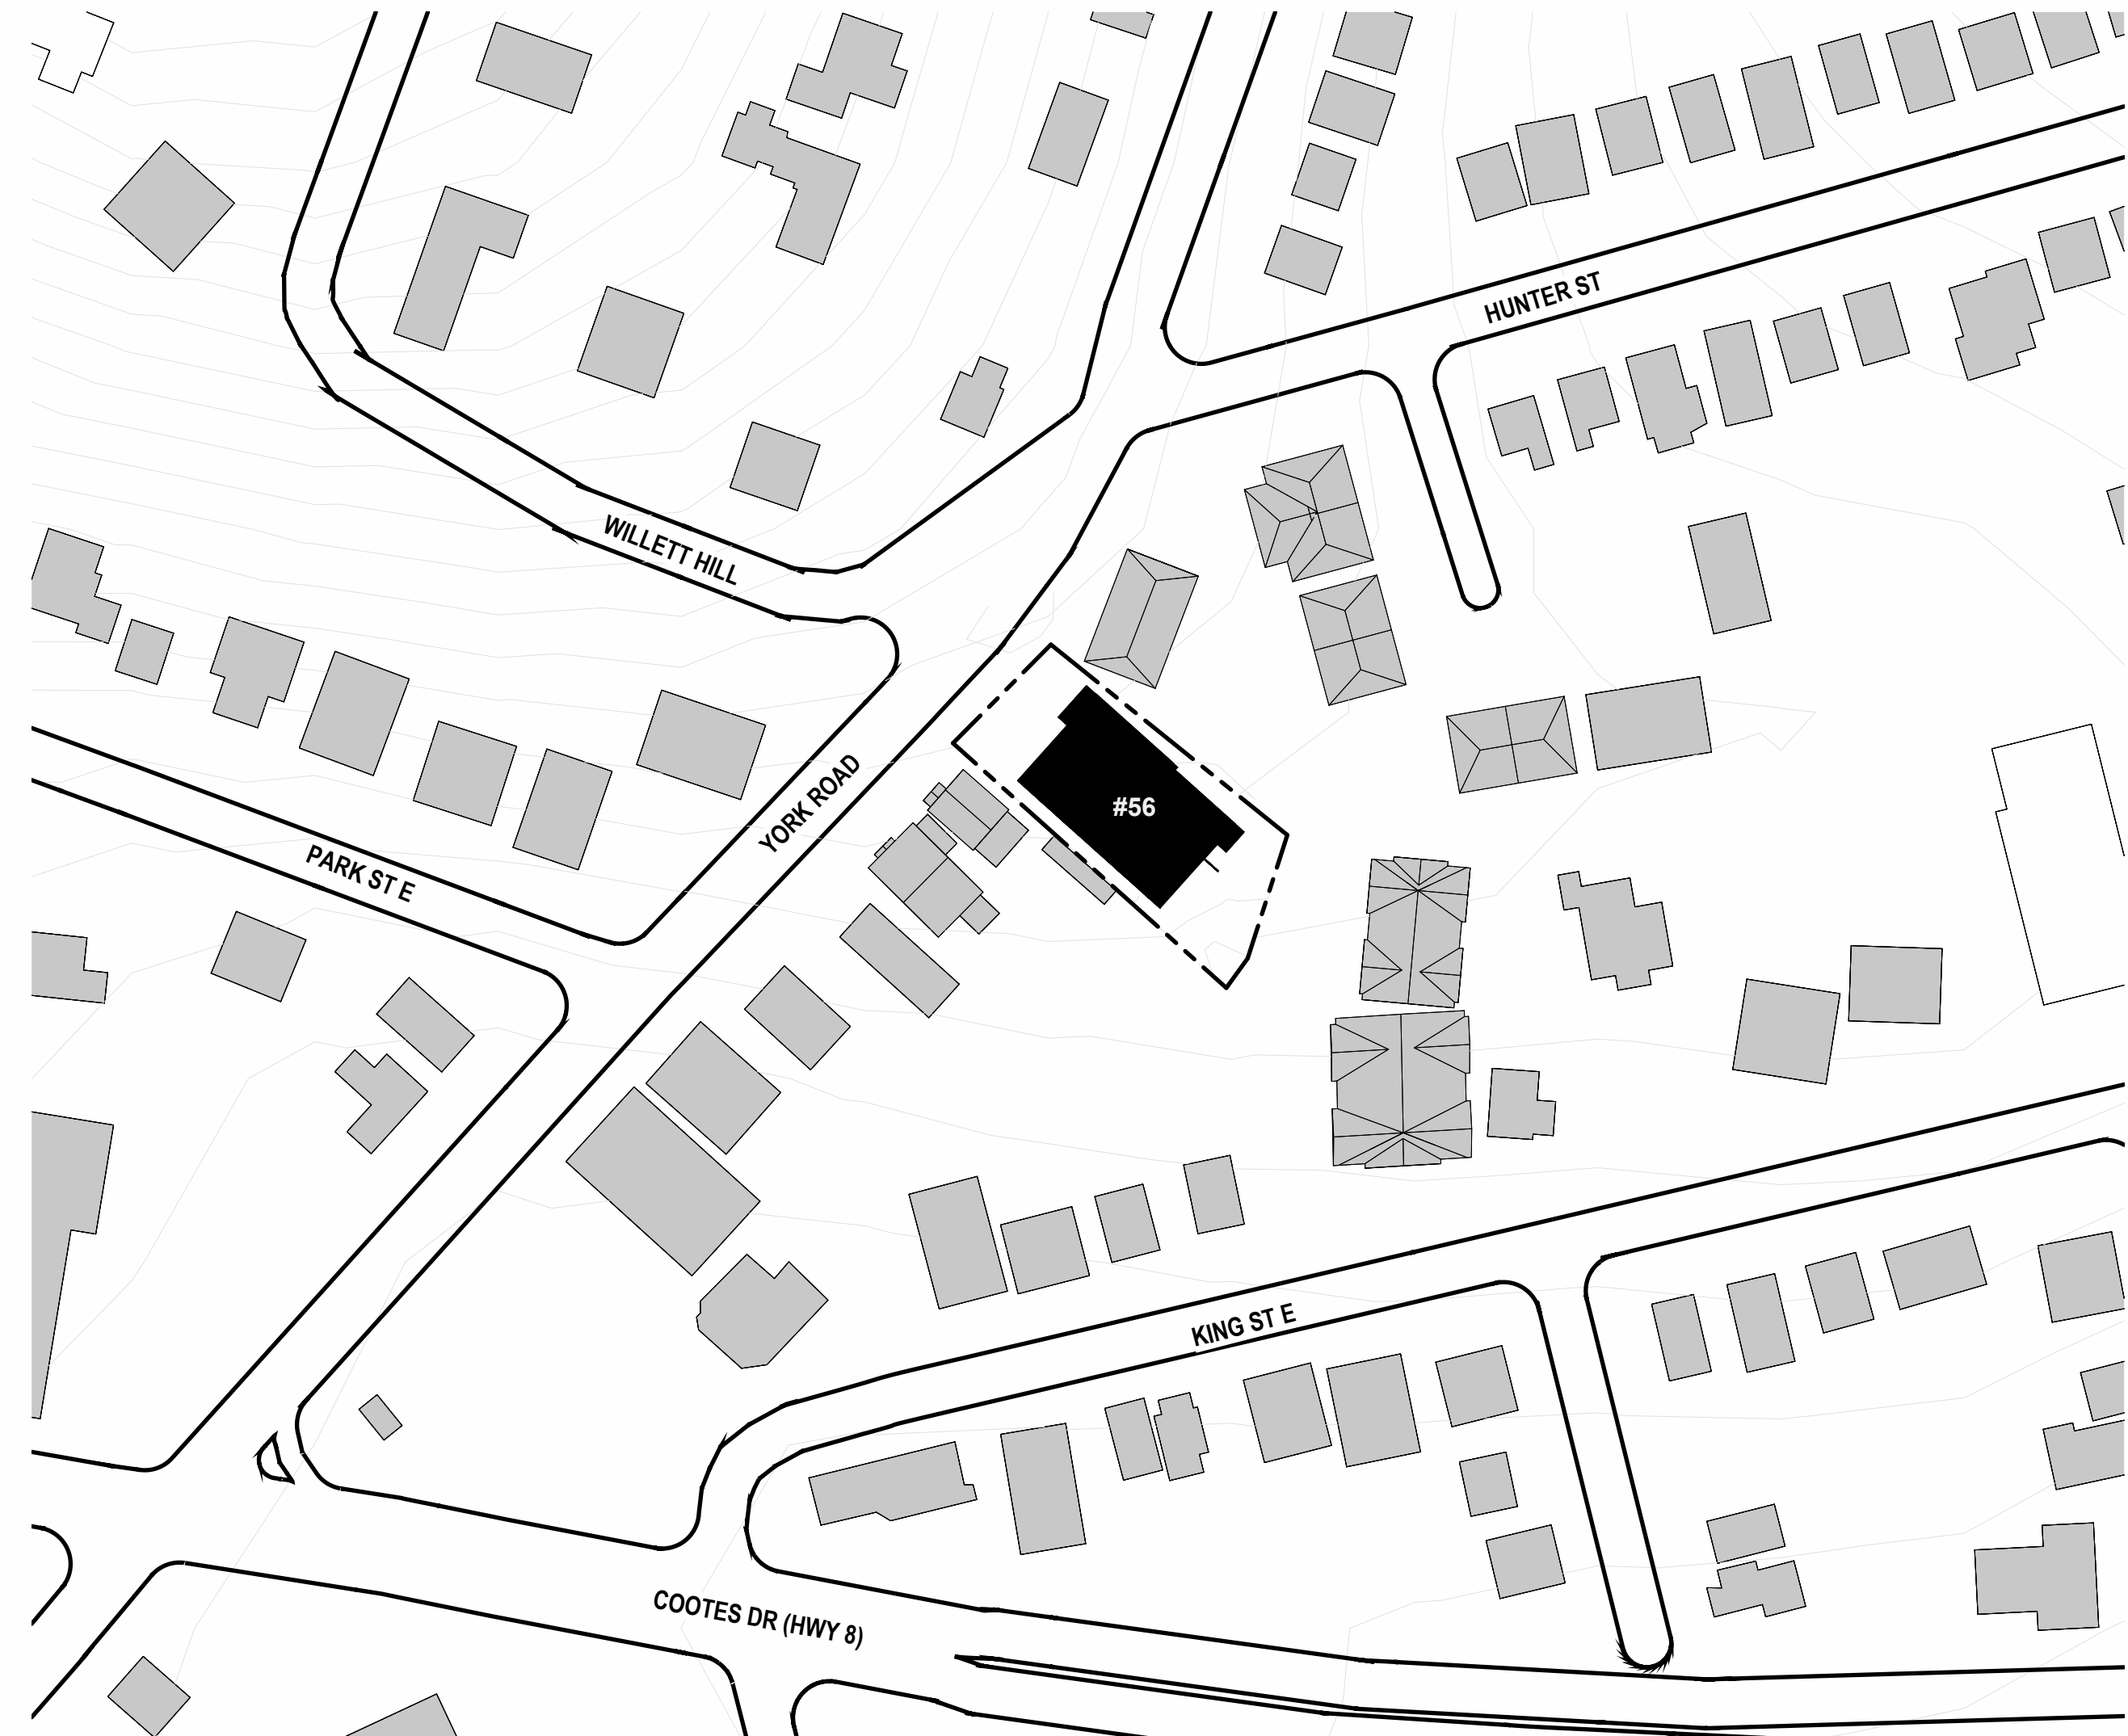 HUNTER ST
WILLETT HILL
YORK ROAD
#56
PARK ST E
KING ST E
COOTES DR (HWY 8)